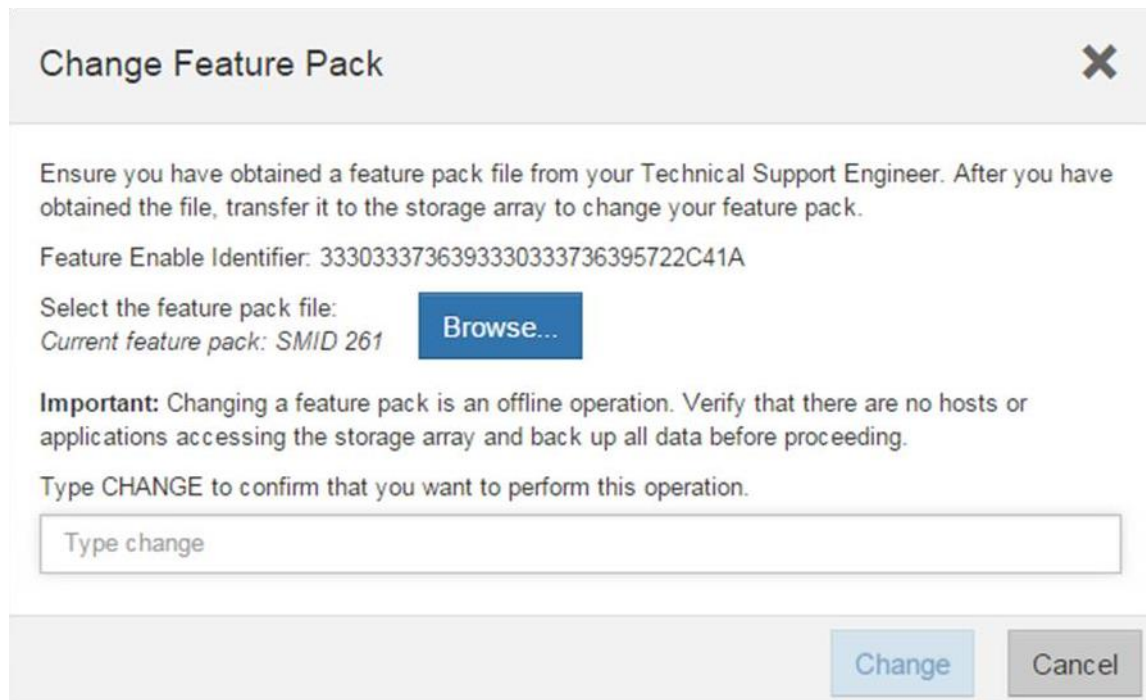 Change Feature Pack
Ensure you have obtained a feature pack file from your Technical Support Engineer. After you have
obtained the file, transfer it to the storage array to change your feature pack.
Feature Enable Identifier: 3330333736393330333736395722C41A
Select the feature pack file:
Current feature pack: SMID 261
Browse...
Important: Changing a feature pack is an offline operation. Verify that there are no hosts or
applications accessing the storage array and back up all data before proceeding.
Type CHANGE to confirm that you want to perform this operation.
Type change
Change
Cancel